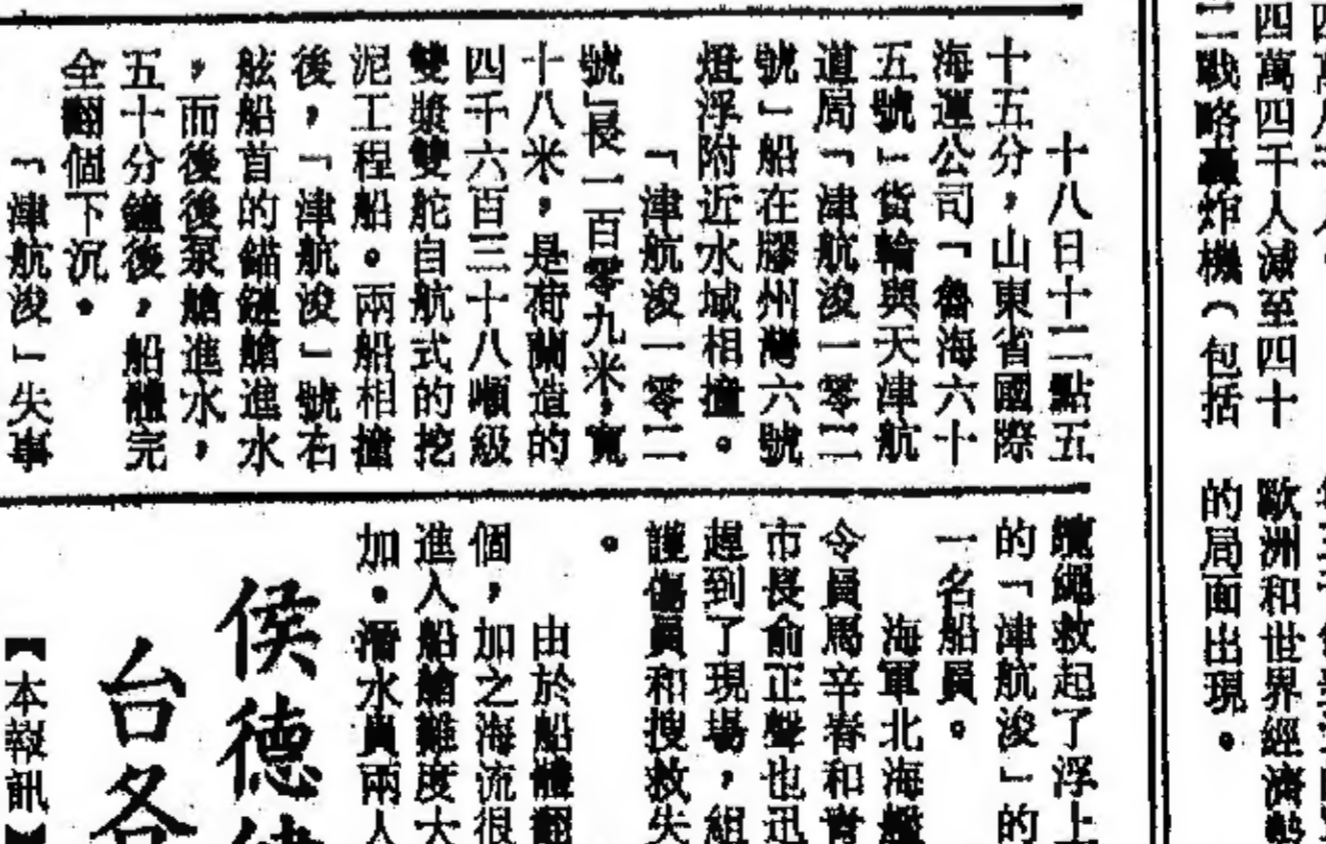 十八日十二點五
十五分，山東省國際
海運公司「魯海六十
五號」貨輪與天津航
道局「津航浚一零二
號」船在膠州灣六號
燈浮附近水域相撞。
「津航浚一零二
號」長一百零九米，寬
十八米，是荷蘭造的
四千六百三十八噸級
雙槳雙舵自航式的挖
泥工程船。兩船相撞
後，「津航浚」號右
舷船首的錨鏈艙進水
，而後後泵艙進水，
五十分鐘後，船體完
全翻個下沉。
「津航浚」失事
纜繩救起了浮上
的「津航浚」的
一名船員。
海軍北海艦
令員馬辛春和青
市長俞正聲也迅
趕到了現場，組
護傷員和搜救失
。
由於船體翻
個，加之海流很
進入船艙難度大
加。潛水員兩人
侯德
台各
【本報訊】
四萬四千人減至四十
戰略轟炸機（包括
歐洲和世界經濟
的局面出現。